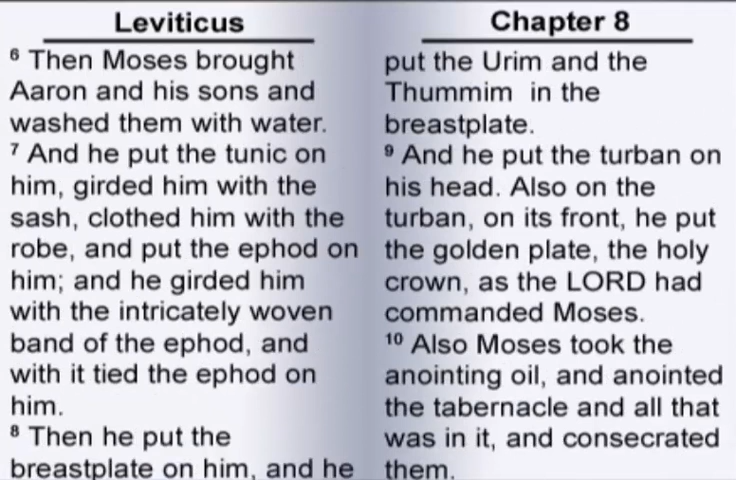 Leviticus
⁶ Then Moses brought
Aaron and his sons and
washed them with water.
⁷ And he put the tunic on
him, girded him with the
sash, clothed him with the
robe, and put the ephod on
him; and he girded him
with the intricately woven
band of the ephod, and
with it tied the ephod on
him.
⁸ Then he put the
breastplate on him, and he
Chapter 8
put the Urim and the
Thummim in the
breastplate.
⁹ And he put the turban on
his head. Also on the
turban, on its front, he put
the golden plate, the holy
crown, as the LORD had
commanded Moses.
¹⁰ Also Moses took the
anointing oil, and anointed
the tabernacle and all that
was in it, and consecrated
them.